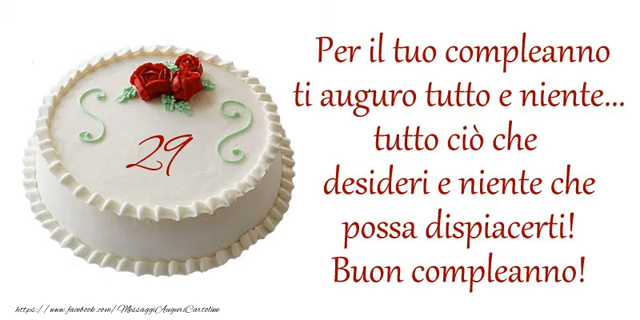 Per il tuo compleanno
ti auguro tutto e niente...
tutto ciò che
desideri e niente che
possa dispiacerti!
Buon compleanno!
29
https://www.facebook.com/MessaggiAuguriCartoline